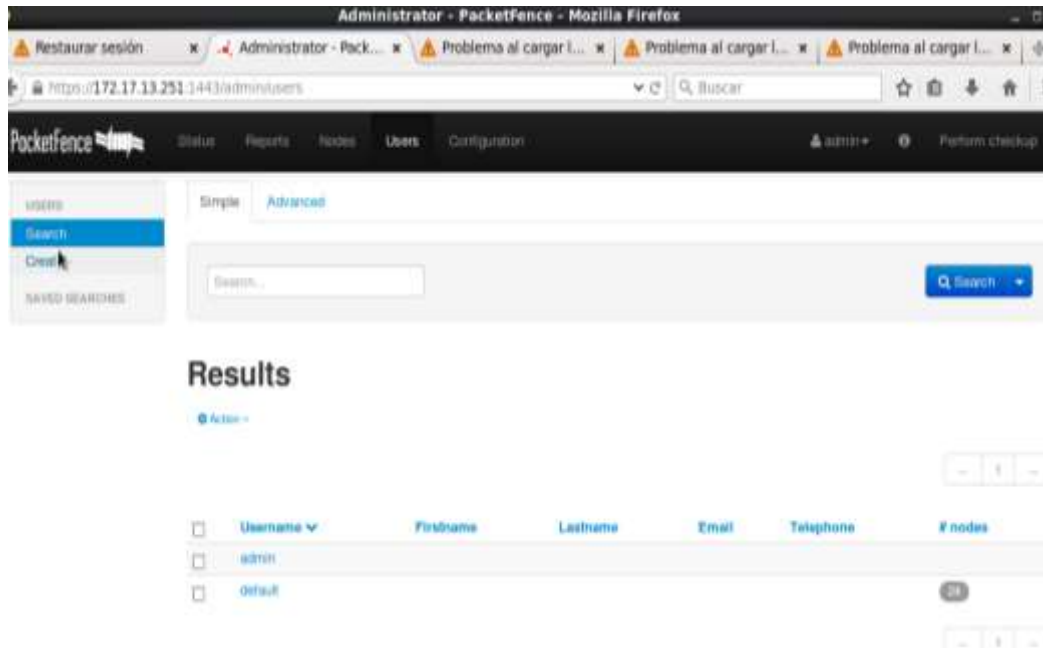 Administrator - PacketFence - Mozilla Firefox
Restaurar sesión
Administrator - Pack...
Problema al cargar l...
Problema al cargar l...
Problema al cargar l...
https://172.17.13.251:1443/admin/users
Buscar
PacketFence
Status
Reports
Nodes
Users
Configuration
admin
Perform checkup
USERS
Search
SAVED SEARCHES
Simple
Advanced
Search...
Search
Results
Action
1
Username
Firstname
Lastname
Email
Telephone
# nodes
admin
default
1